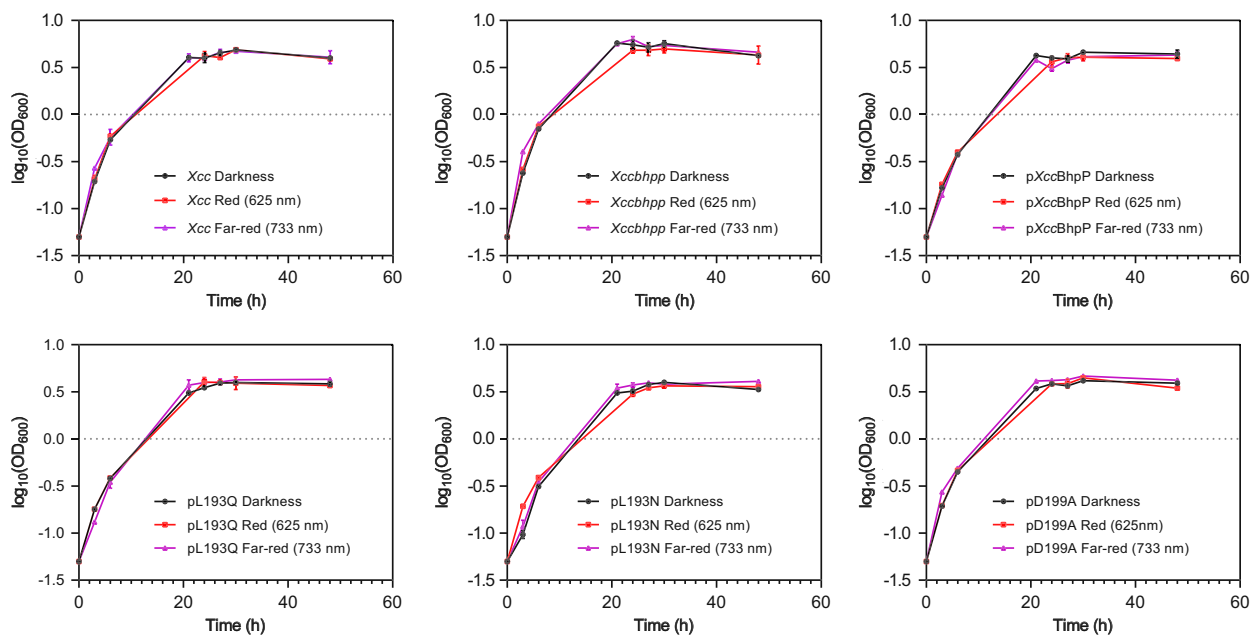 1.0
0.5
0.0
-0.5
-1.0
-1.5
log10(OD600)
Xcc Darkness
Xcc Red (625 nm)
Xcc Far-red (733 nm)
0 20 40 60
Time (h)
1.0
0.5
0.0
-0.5
-1.0
-1.5
log10(OD600)
Xccbhpp Darkness
Xccbhpp Red (625 nm)
Xccbhpp Far-red (733 nm)
0 20 40 60
Time (h)
1.0
0.5
0.0
-0.5
-1.0
-1.5
log10(OD600)
pXccBhpP Darkness
pXccBhpP Red (625 nm)
pXccBhpP Far-red (733 nm)
0 20 40 60
Time (h)
1.0
0.5
0.0
-0.5
-1.0
-1.5
log10(OD600)
pL193Q Darkness
pL193Q Red (625 nm)
pL193Q Far-red (733 nm)
0 20 40 60
Time (h)
1.0
0.5
0.0
-0.5
-1.0
-1.5
log10(OD600)
pL193N Darkness
pL193N Red (625 nm)
pL193N Far-red (733 nm)
0 20 40 60
Time (h)
1.0
0.5
0.0
-0.5
-1.0
-1.5
log10(OD600)
pD199A Darkness
pD199A Red (625nm)
pD199A Far-red (733 nm)
0 20 40 60
Time (h)